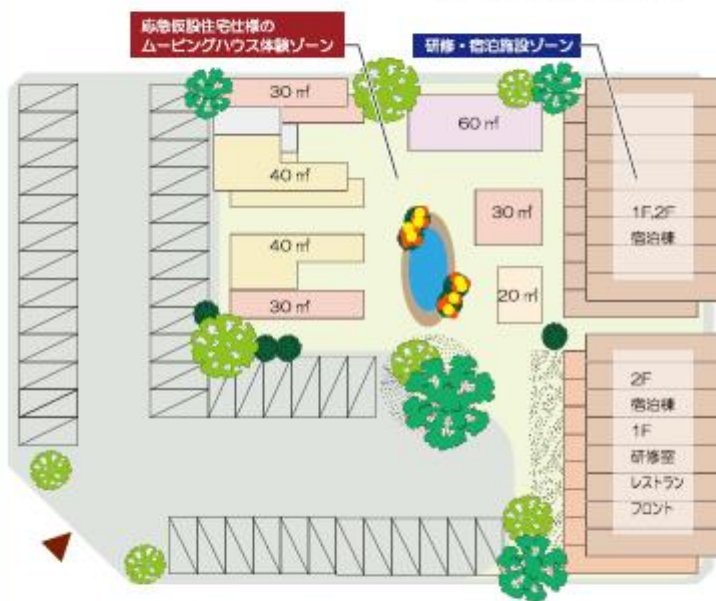 応急仮設住宅仕様の
ムービングハウス体験ゾーン
研修・宿泊施設ゾーン
30㎡
60㎡
40㎡
30㎡
1F,2F
宿泊棟
40㎡
20㎡
30㎡
2F
宿泊棟
1F
研修室
レストラン
フロント